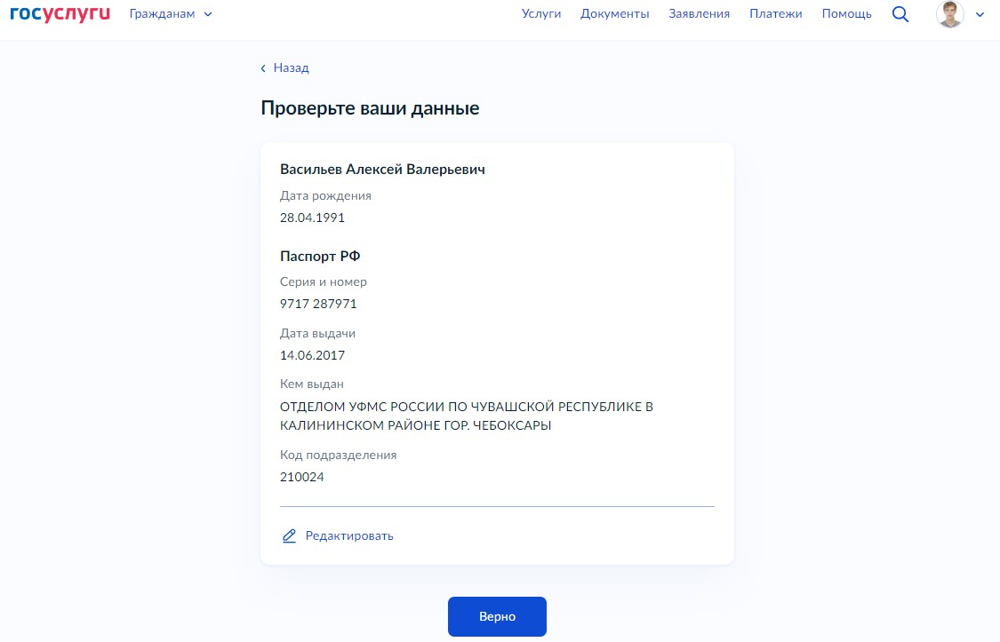 госуслуги Гражданам Услуги Документы Заявления Платежи Помощь
Назад
Проверьте ваши данные
Васильев Алексей Валерьевич
Дата рождения
28.04.1991
Паспорт РФ
Серия и номер
9717 287971
Дата выдачи
14.06.2017
Кем выдан
ОТДЕЛОМ УФМС РОССИИ ПО ЧУВАШСКОЙ РЕСПУБЛИКЕ В
КАЛИНИНСКОМ РАЙОНЕ ГОР. ЧЕБОКСАРЫ
Код подразделения
210024
Редактировать
Верно